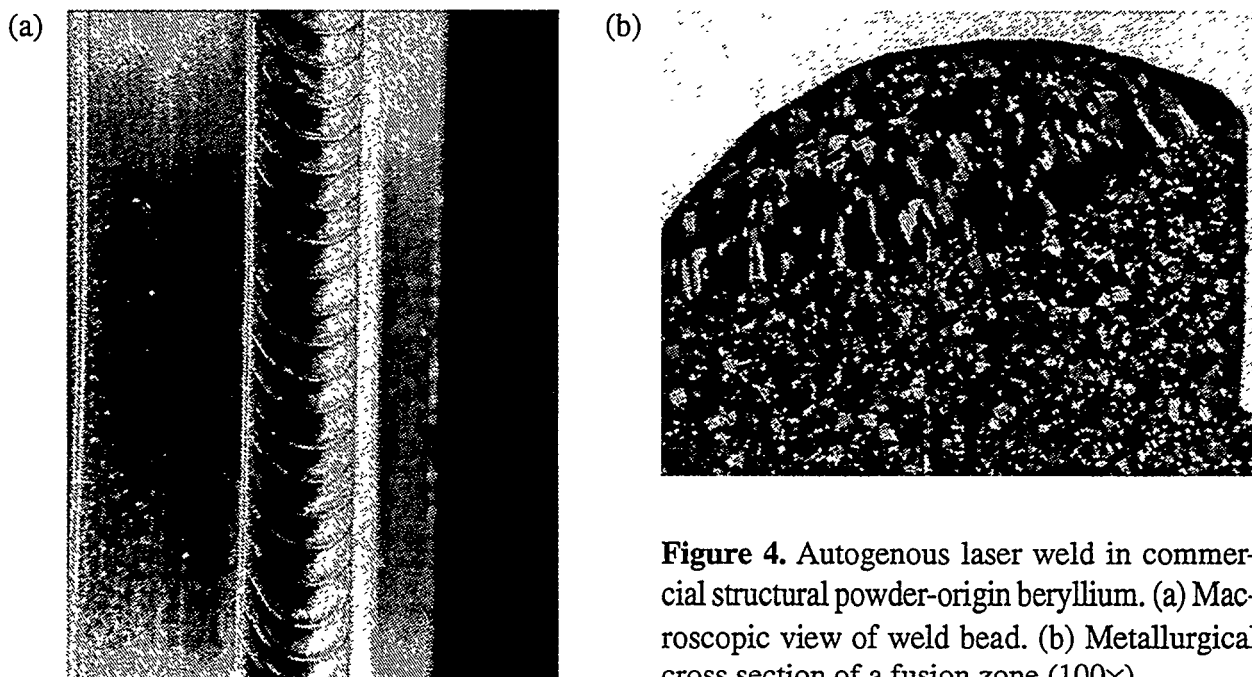 (a)
(b)
Figure 4. Autogenous laser weld in commer-
cial structural powder-origin beryllium. (a) Mac-
roscopic view of weld bead. (b) Metallurgical
cross section of a fusion zone (100×).